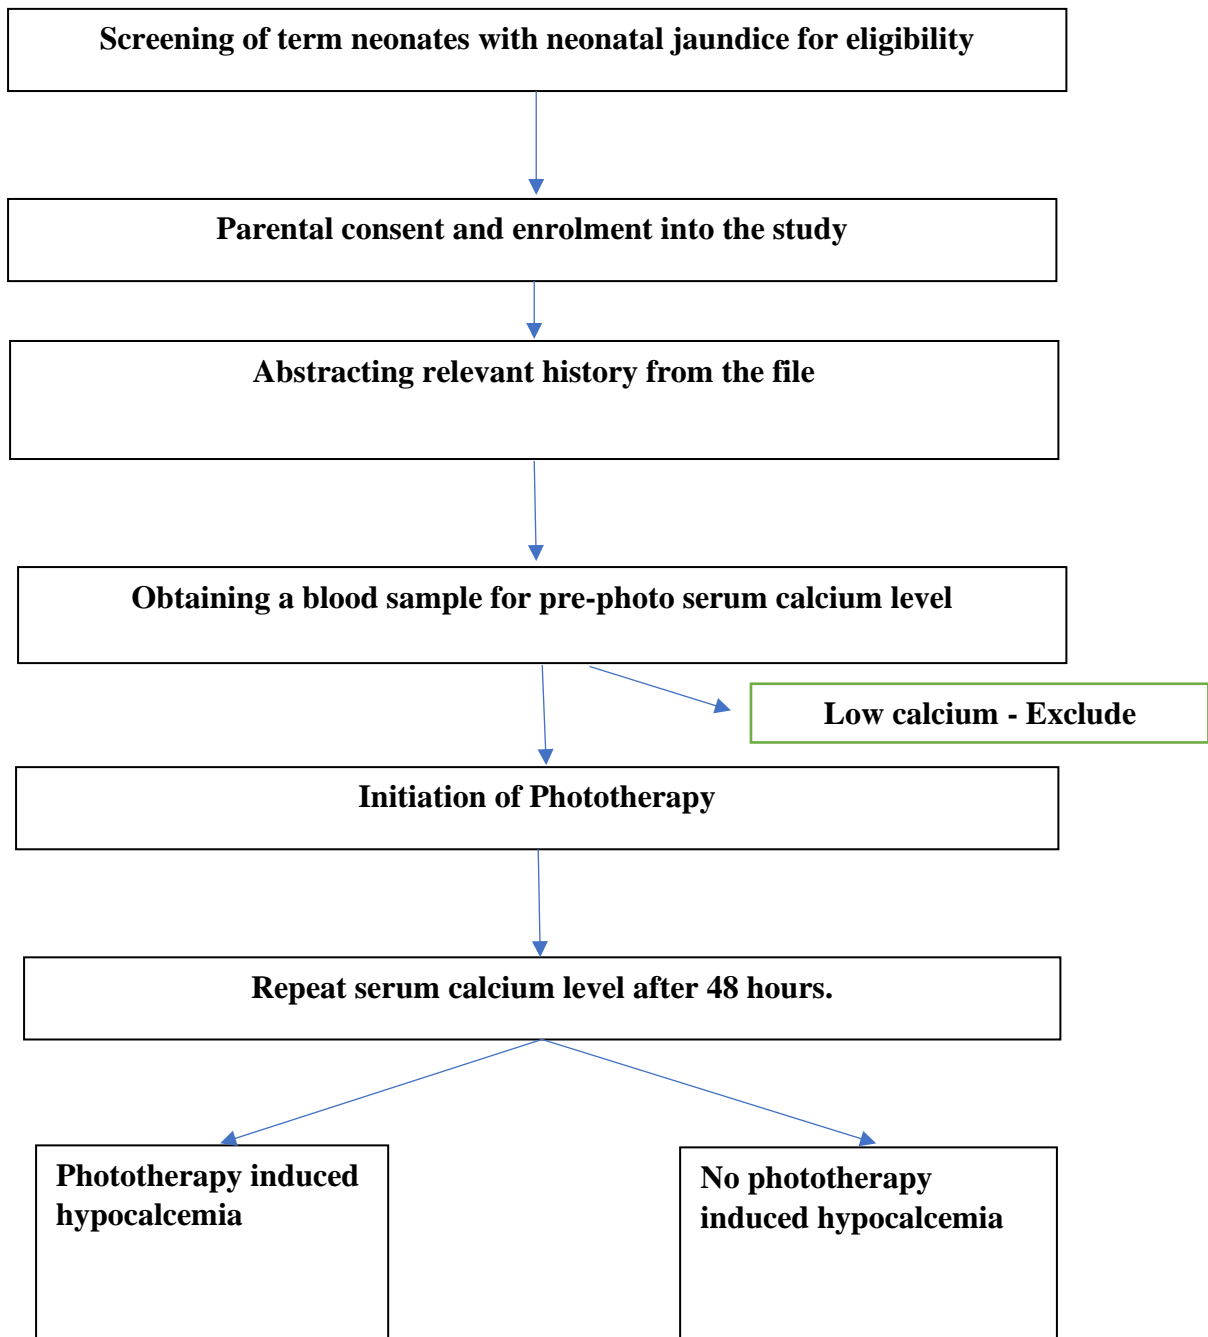 Screening of term neonates with neonatal jaundice for eligibility
Parental consent and enrolment into the study
Abstracting relevant history from the file
Obtaining a blood sample for pre-photo serum calcium level
Low calcium - Exclude
Initiation of Phototherapy
Repeat serum calcium level after 48 hours.
Phototherapy induced
hypocalcemia
No phototherapy
induced hypocalcemia